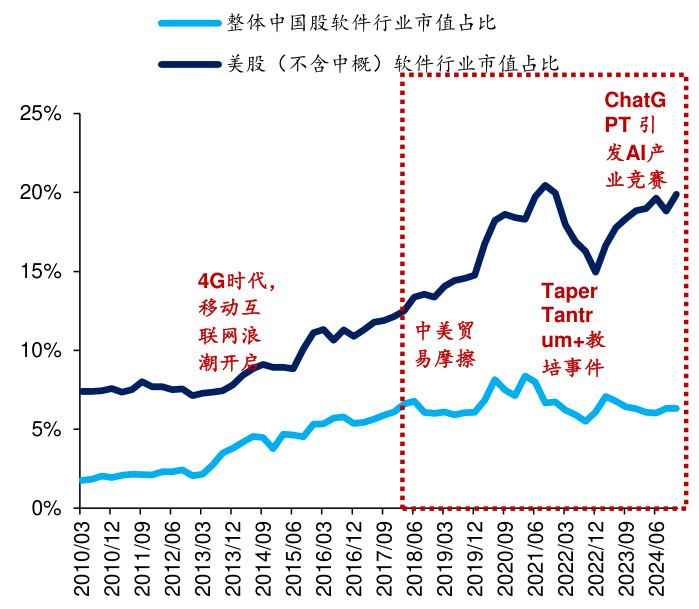 整体中国股软件行业市值占比
美股（不含中概）软件行业市值占比
25%
20%
15%
10%
5%
0%
ChatG
PT 引
发AI产
业竞赛
4G时代，
移动互
联网浪
潮开启
中美贸
易摩擦
Taper
Tantr
um+教
培事件
2010/03
2010/12
2011/09
2012/06
2013/03
2013/12
2014/09
2015/06
2016/03
2016/12
2017/09
2018/06
2019/03
2019/12
2020/09
2021/06
2022/03
2022/12
2023/09
2024/06